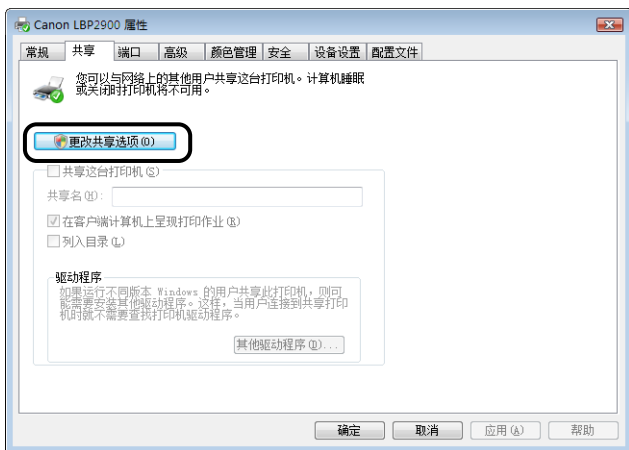 Canon LBP2900 属性
常规 共享 端口 高级 颜色管理 安全 设备设置 配置文件
您可以与网络上的其他用户共享这台打印机。计算机睡眠
或关闭时打印机将不可用。
更改共享选项(O)
共享这台打印机(S)
共享名(H):
在客户端计算机上呈现打印作业(R)
列入目录(L)
驱动程序
如果运行不同版本 Windows 的用户共享此打印机，则可
能需要安装其他驱动程序。这样，当用户连接到共享打印
机时就不需要查找打印机驱动程序。
其他驱动程序(D)...
确定 取消 应用(A) 帮助